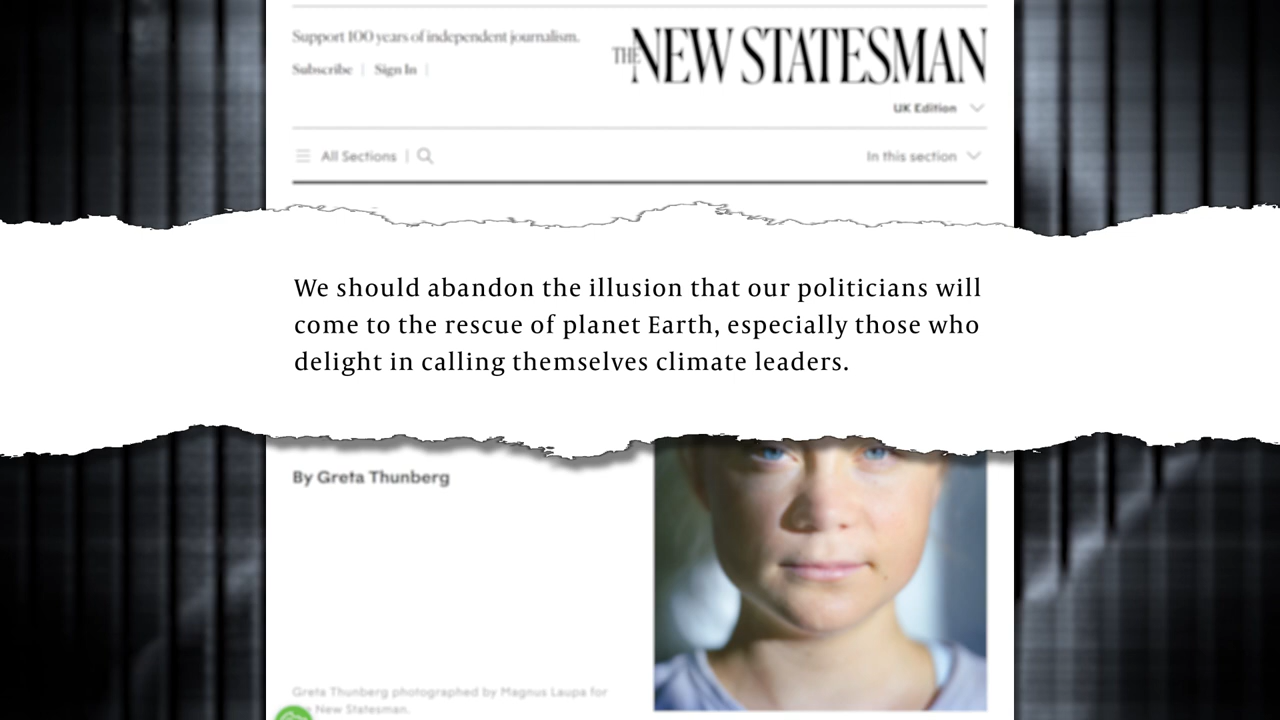 Support 100 years of independent journalism.
THE NEW STATESMAN
Subscribe | Sign In |
UK Edition
All Sections |
In this section
We should abandon the illusion that our politicians will
come to the rescue of planet Earth, especially those who
delight in calling themselves climate leaders.
By Greta Thunberg
Greta Thunberg photographed by Magnus Laupa for
New Statesman.